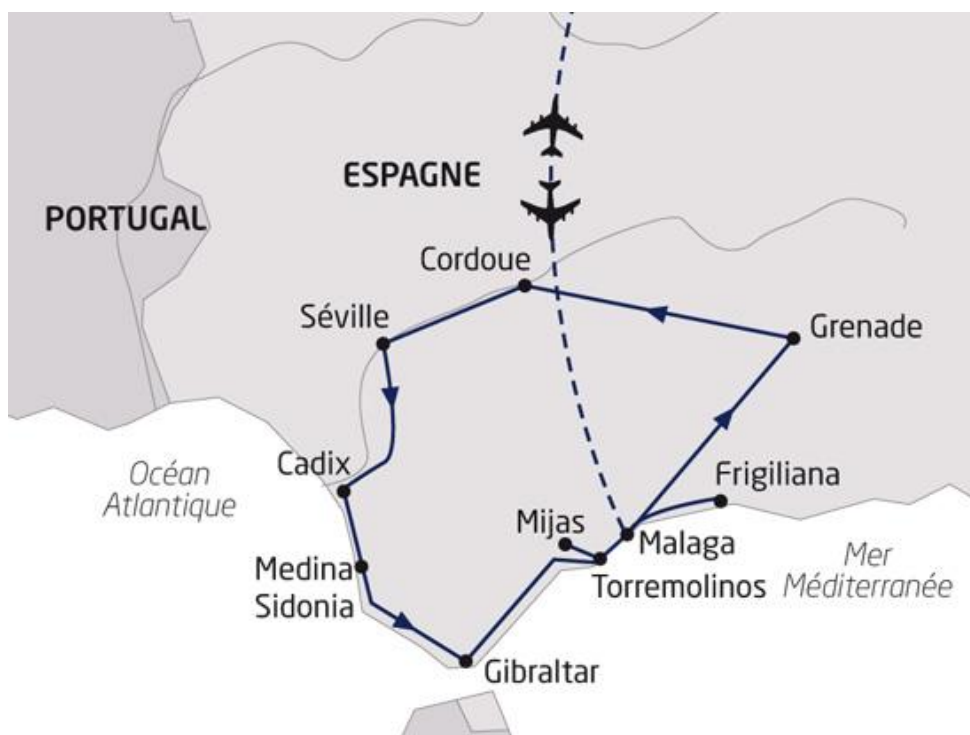 ESPAGNE
PORTUGAL
Cordoue
Séville
Grenade
Cadix
Océan
Atlantique
Frigiliana
Mijas
Malaga
Mer
Méditerranée
Medina
Sidonia
Torremolinos
Gibraltar